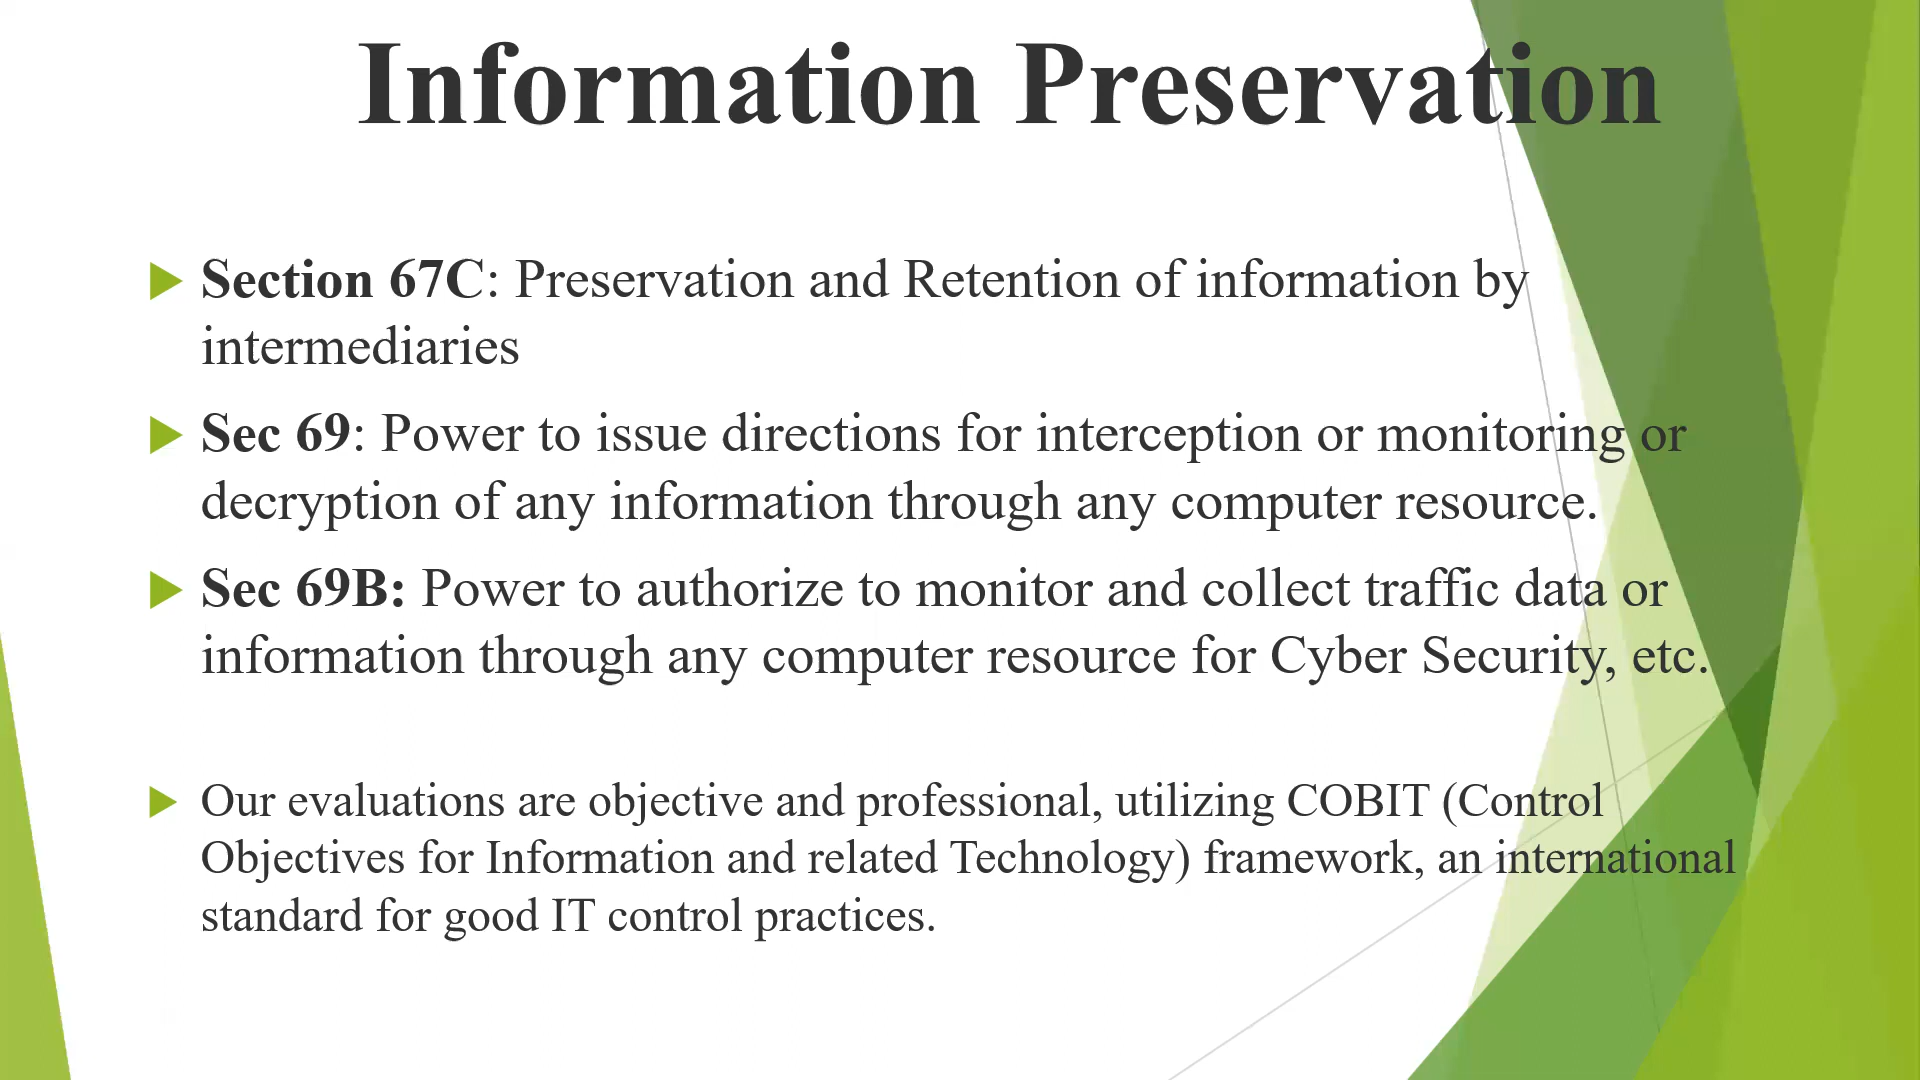 Information Preservation
Section 67C: Preservation and Retention of information by
intermediaries
Sec 69: Power to issue directions for interception or monitoring or
decryption of any information through any computer resource.
Sec 69B: Power to authorize to monitor and collect traffic data or
information through any computer resource for Cyber Security, etc.
Our evaluations are objective and professional, utilizing COBIT (Control
Objectives for Information and related Technology) framework, an international
standard for good IT control practices.